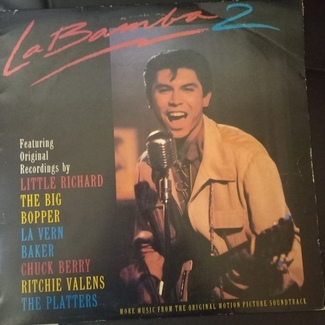 La Bamba 2
Featuring
Original
Recordings by
LITTLE RICHARD
THE BIG
BOPPER
LA VERN
BAKER
CHUCK BERRY
RITCHIE VALENS
THE PLATTERS
MORE MUSIC FROM THE ORIGINAL MOTION PICTURE SOUNDTRACK